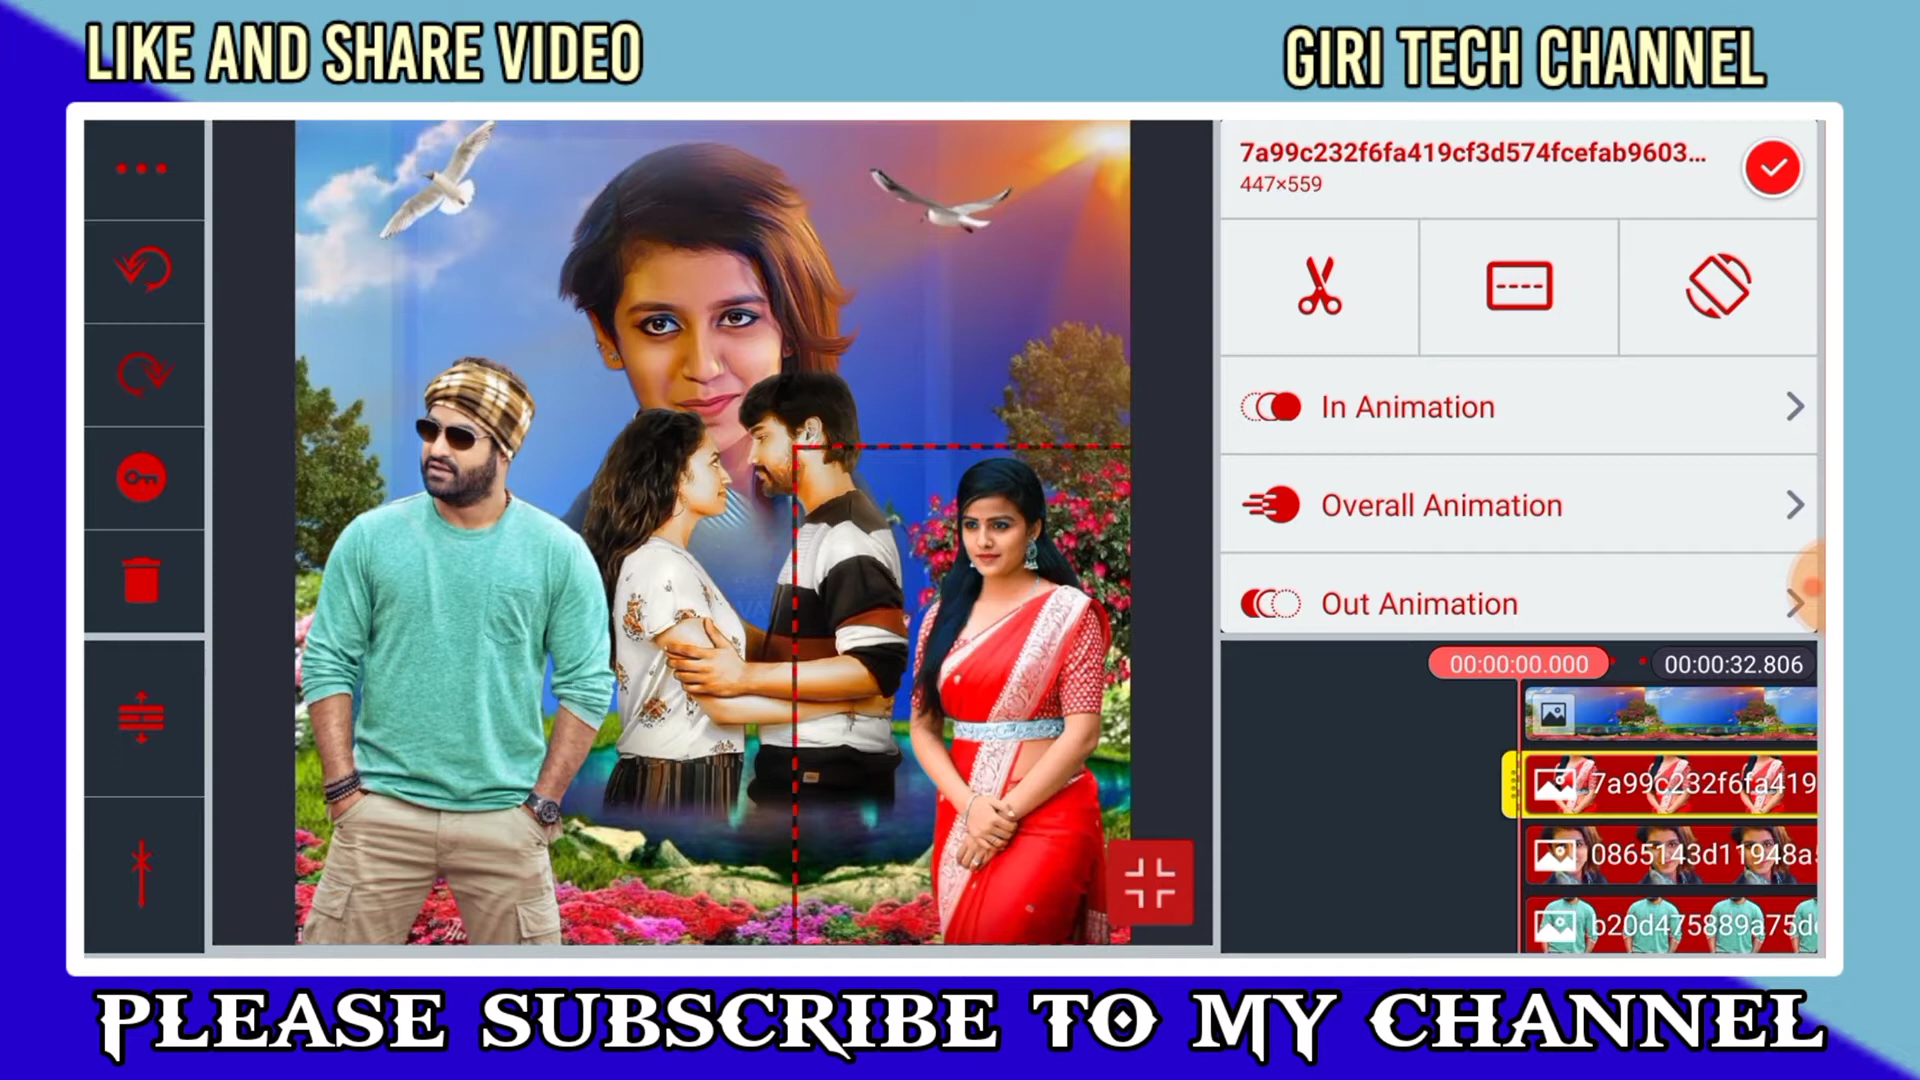 LIKE AND SHARE VIDEO
GIRI TECH CHANNEL
7a99c232f6fa419cf3d574fcefab9603...
447×559
In Animation
Overall Animation
Out Animation
00:00:00.000
00:00:32.806
7a99c232f6fa419
0865143d11948a
b20d475889a75d
PLEASE SUBSCRIBE TO MY CHANNEL